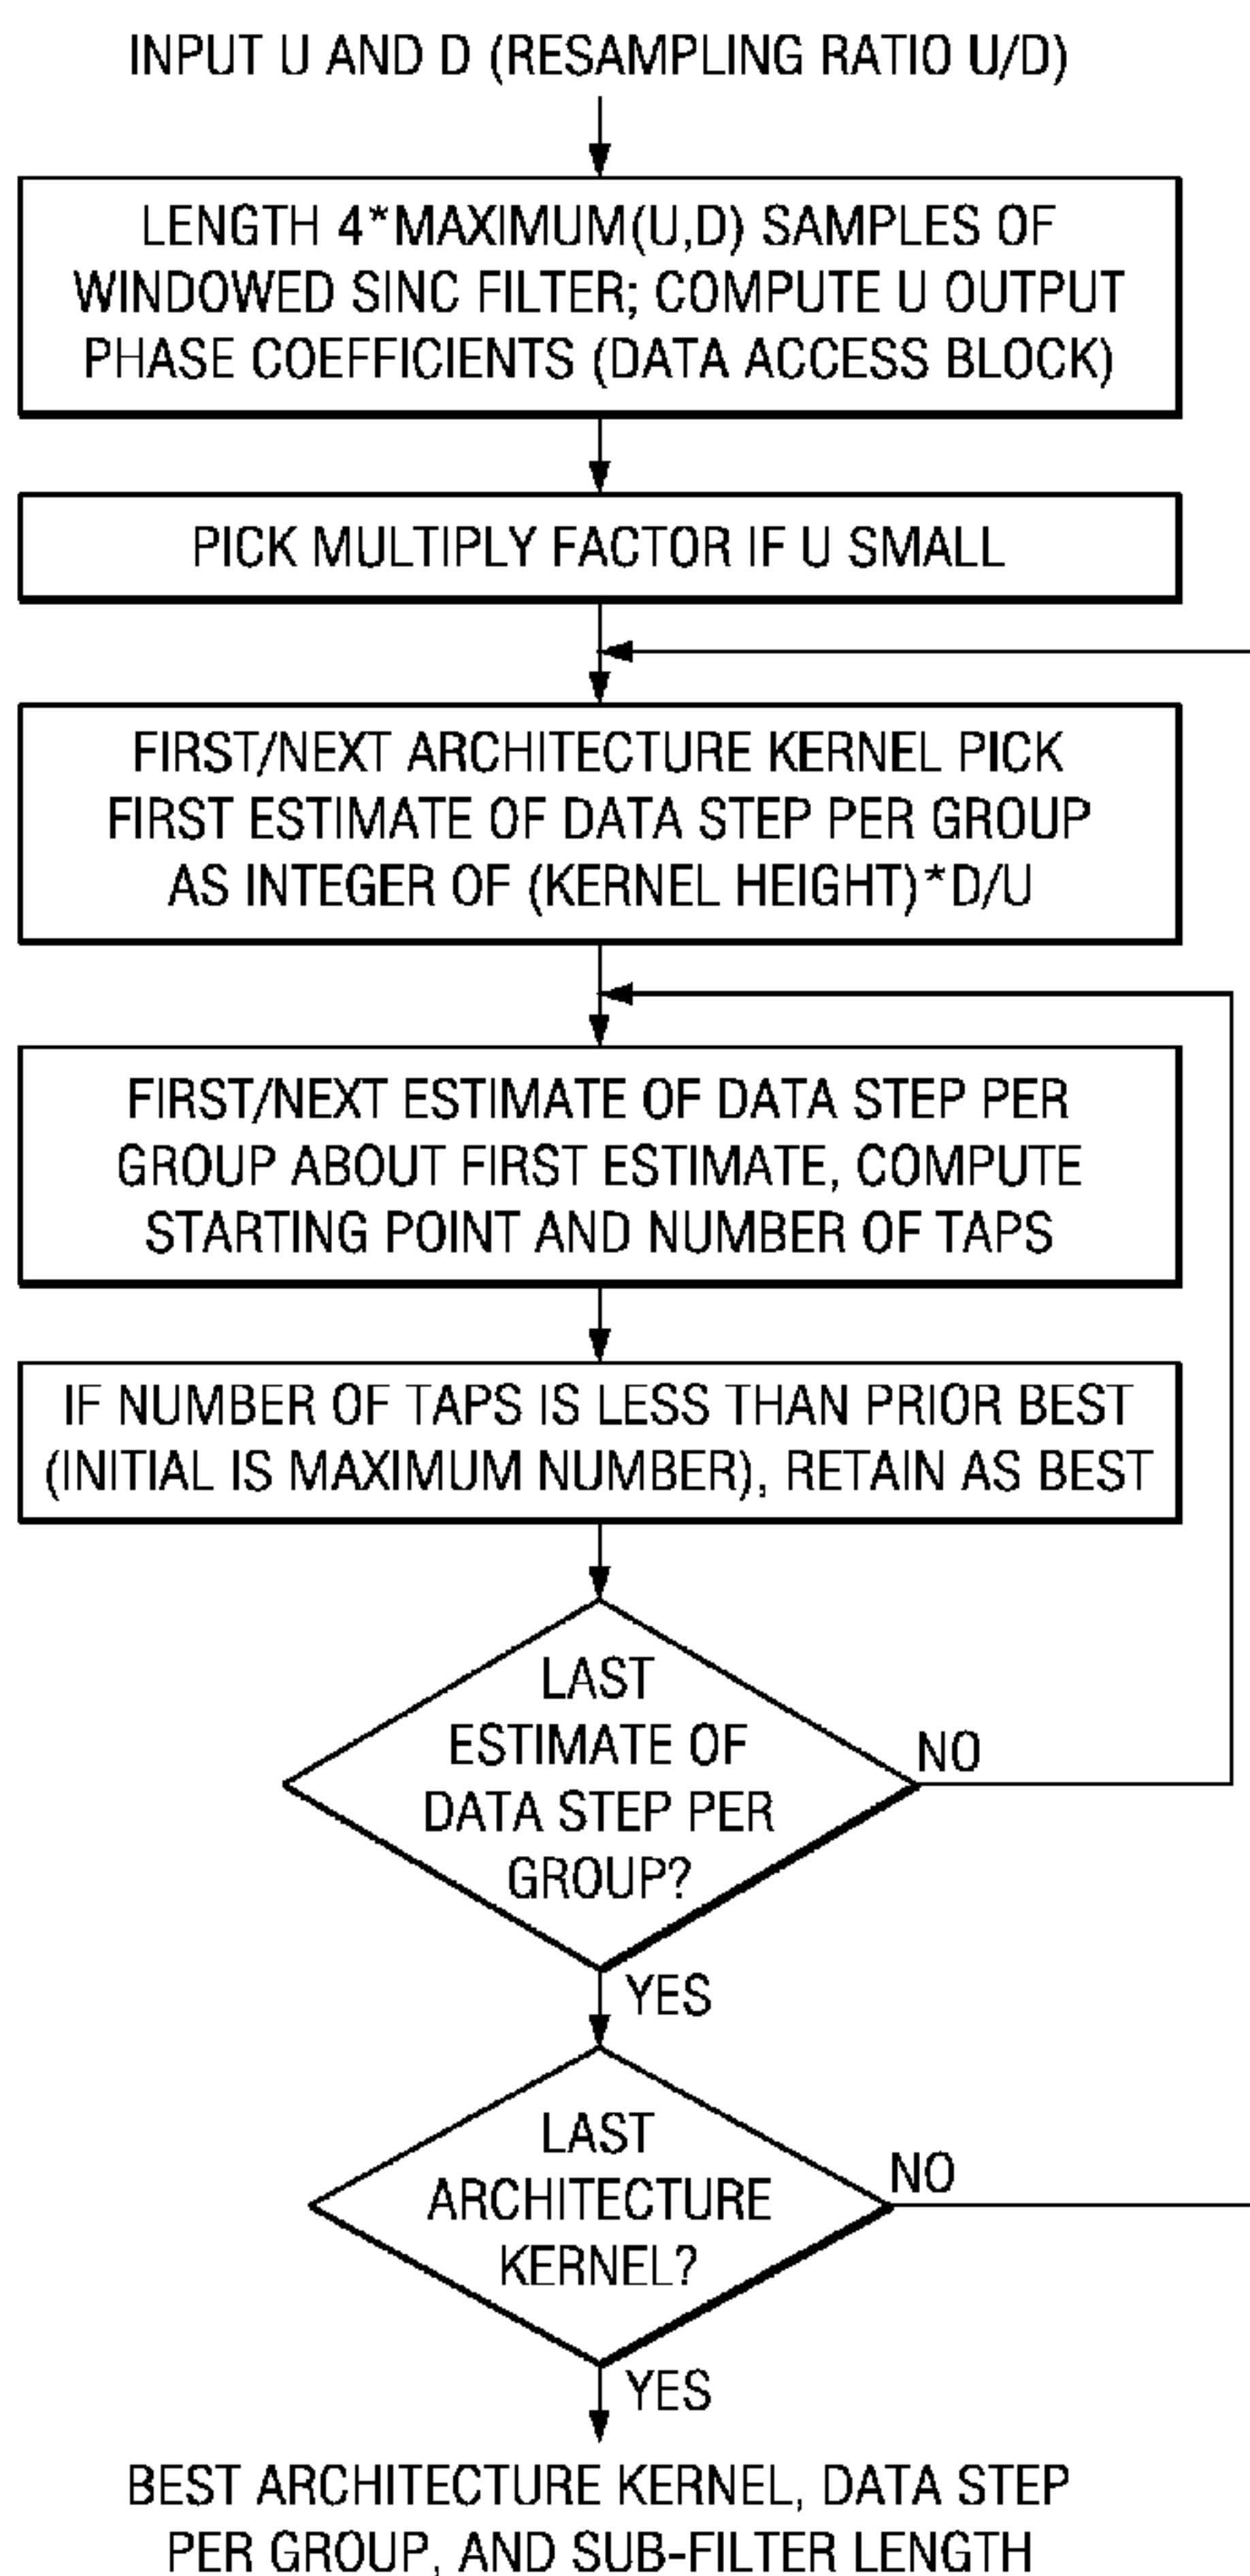 INPUT U AND D (RESAMPLING RATIO U/D)
LENGTH 4*MAXIMUM(U,D) SAMPLES OF
WINDOWED SINC FILTER; COMPUTE U OUTPUT
PHASE COEFFICIENTS (DATA ACCESS BLOCK)
PICK MULTIPLY FACTOR IF U SMALL
FIRST/NEXT ARCHITECTURE KERNEL PICK
FIRST ESTIMATE OF DATA STEP PER GROUP
AS INTEGER OF (KERNEL HEIGHT)*D/U
FIRST/NEXT ESTIMATE OF DATA STEP PER
GROUP ABOUT FIRST ESTIMATE, COMPUTE
STARTING POINT AND NUMBER OF TAPS
IF NUMBER OF TAPS IS LESS THAN PRIOR BEST
(INITIAL IS MAXIMUM NUMBER), RETAIN AS BEST
LAST
ESTIMATE OF
DATA STEP PER
GROUP?
NO
YES
LAST
ARCHITECTURE
KERNEL?
NO
YES
BEST ARCHITECTURE KERNEL, DATA STEP
PER GROUP, AND SUB-FILTER LENGTH